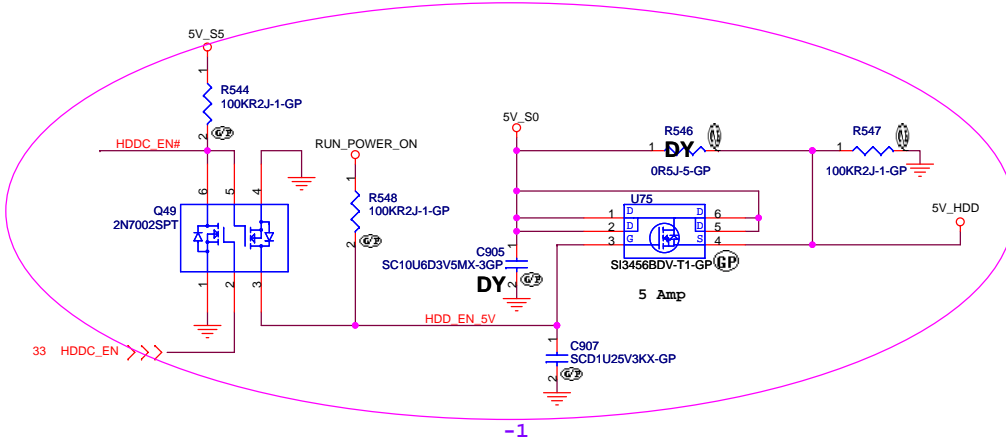 5V_S5
1
R544
100KR2J-1-GP
2
G/P
HDDC_EN#
RUN_POWER_ON
6
5
4
Q49
2N7002SPT
1
R548
100KR2J-1-GP
2
G/P
1
2
3
33 HDDC_EN
HDD_EN_5V
5V_S0
R546
1
DY
0R5J-5-GP
R547
1
100KR2J-1-GP
U75
1
D
D
6
2
D
D
5
3
G
S
4
SI3456BDV-T1-GP
GP
5 Amp
5V_HDD
C905
1
SC10U6D3V5MX-3GP
DY
2
G/P
1
C907
SCD1U25V3KX-GP
2
G/P
-1